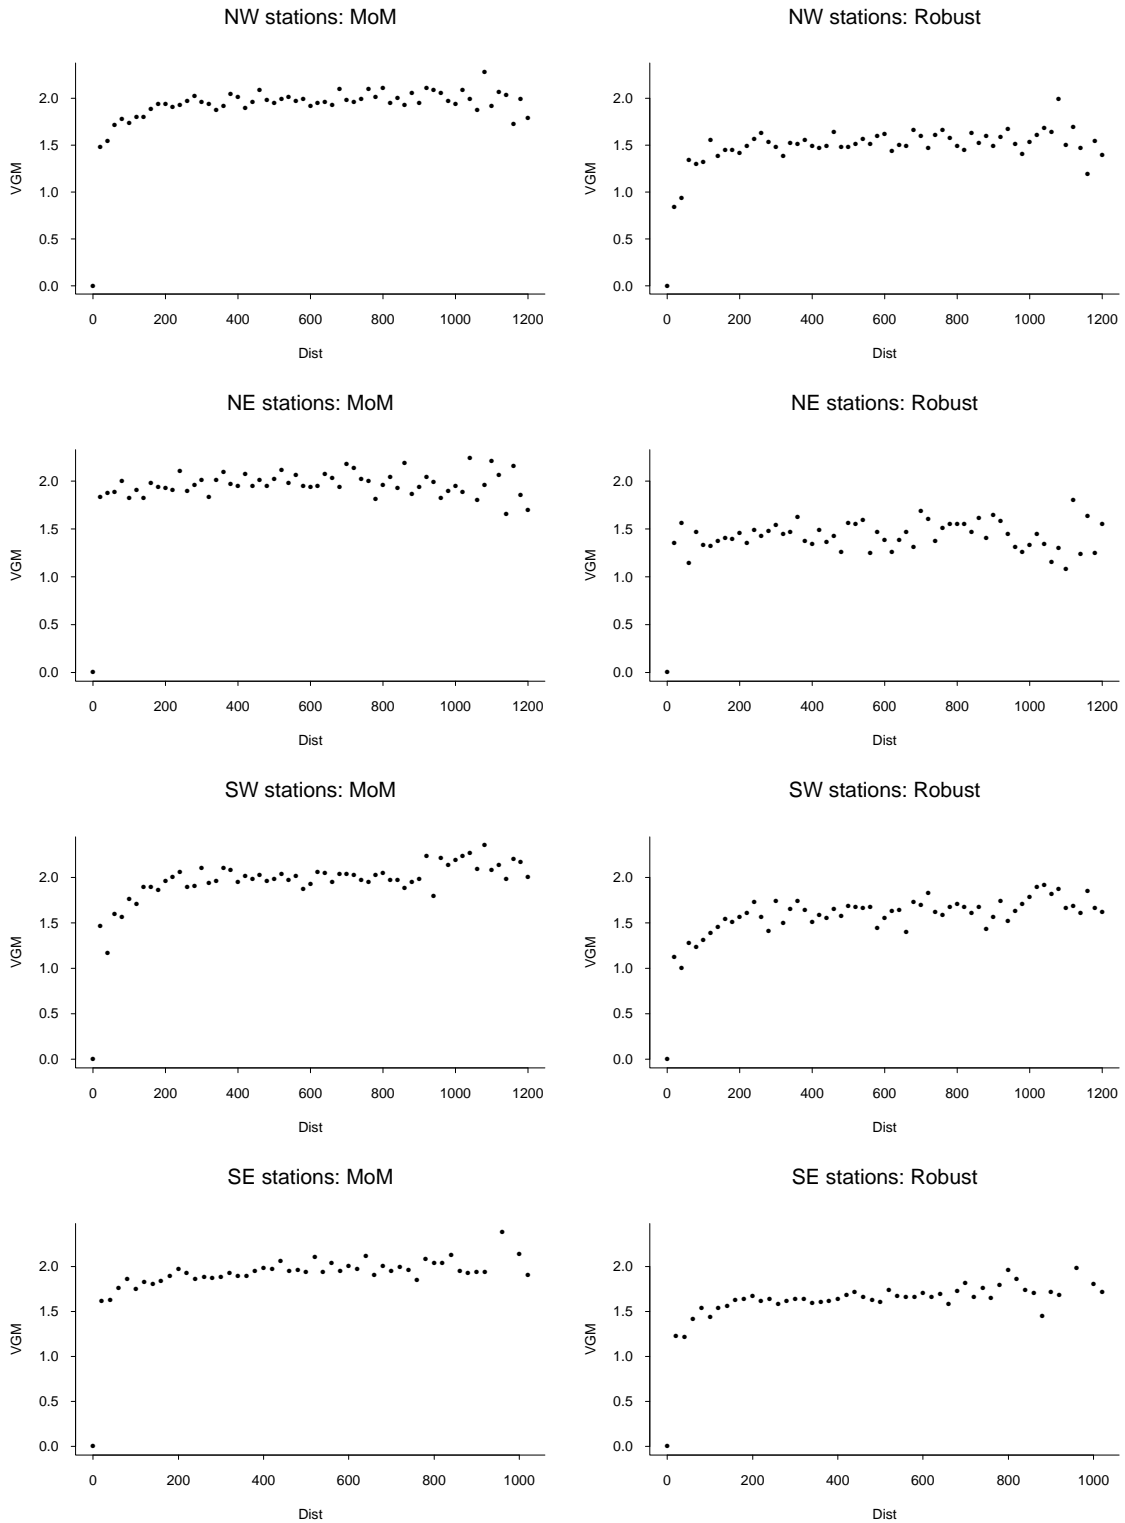 NW stations: MoM
VGM
2.0
1.5
1.0
0.5
0.0
0 200 400 600 800 1000 1200
Dist
NW stations: Robust
VGM
2.0
1.5
1.0
0.5
0.0
0 200 400 600 800 1000 1200
Dist
NE stations: MoM
VGM
2.0
1.5
1.0
0.5
0.0
0 200 400 600 800 1000 1200
Dist
NE stations: Robust
VGM
2.0
1.5
1.0
0.5
0.0
0 200 400 600 800 1000 1200
Dist
SW stations: MoM
VGM
2.0
1.5
1.0
0.5
0.0
0 200 400 600 800 1000 1200
Dist
SW stations: Robust
VGM
2.0
1.5
1.0
0.5
0.0
0 200 400 600 800 1000 1200
Dist
SE stations: MoM
VGM
2.0
1.5
1.0
0.5
0.0
0 200 400 600 800 1000
Dist
SE stations: Robust
VGM
2.0
1.5
1.0
0.5
0.0
0 200 400 600 800 1000
Dist